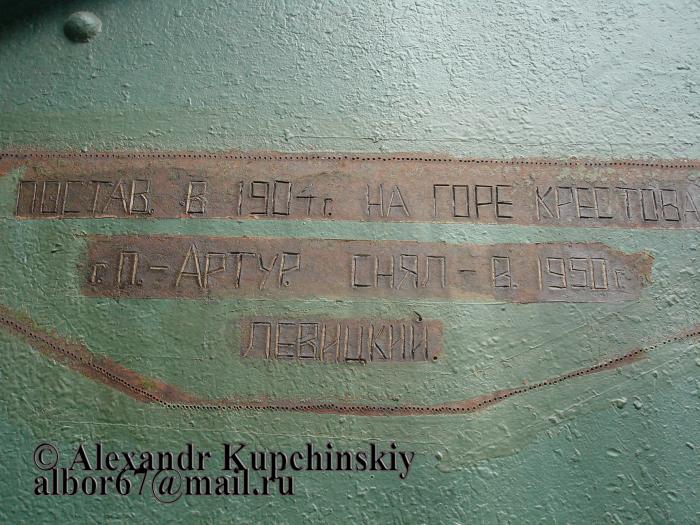 ПОСТАВ. В 1904г. НА ГОРЕ КРЕСТОВА
г. П.-АРТУР. СНЯЛ - В. 1950г.
ЛЕВИЦКИЙ.
© Alexandr Kupchinskiy
albor67@mail.ru